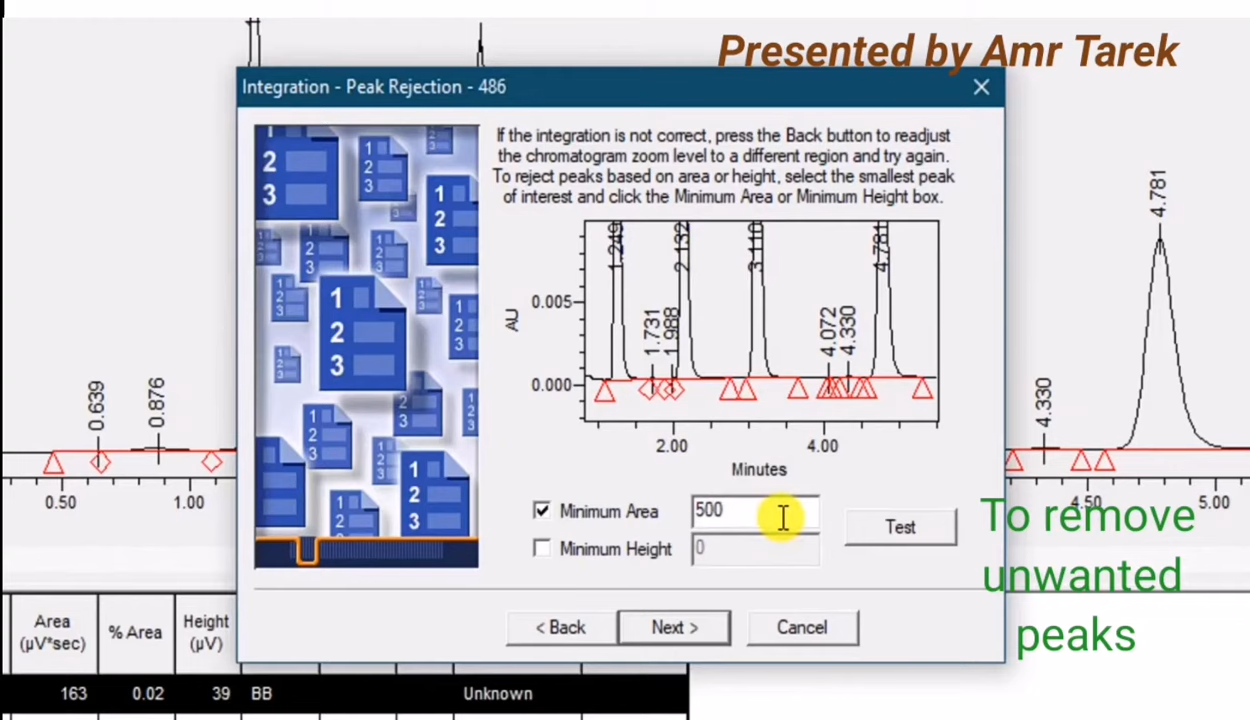 Presented by Amr Tarek
Integration - Peak Rejection - 486
If the integration is not correct, press the Back button to readjust
the chromatogram zoom level to a different region and try again.
To reject peaks based on area or height, select the smallest peak
of interest and click the Minimum Area or Minimum Height box.
1 2 3
1.249
1.731
1.988
2.132
3.110
4.072
4.330
4.781
AU
0.005
0.000
2.00 4.00
Minutes
Minimum Area 500
Minimum Height 0
Test
< Back Next > Cancel
0.639
0.876
4.330
4.781
0.50 1.00 4.50 5.00
To remove
unwanted
peaks
Area
(µV*sec)
% Area
Height
(µV)
163 0.02 39 BB Unknown